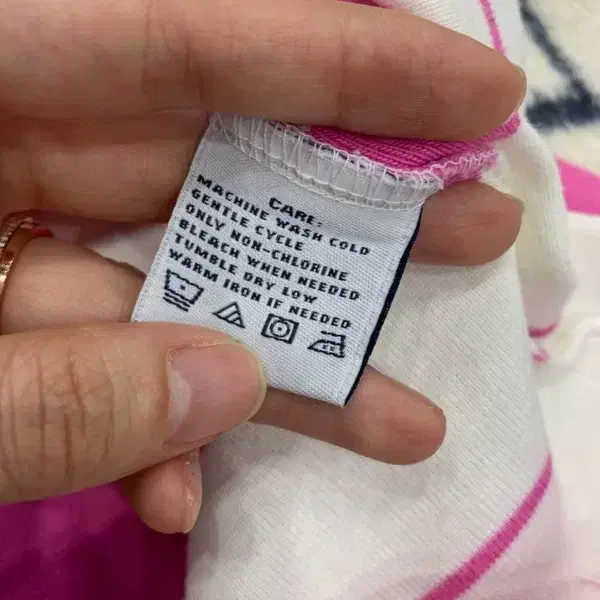 CARE:
MACHINE WASH COLD
GENTLE CYCLE
ONLY NON-CHLORINE
BLEACH WHEN NEEDED
TUMBLE DRY LOW
WARM IRON IF NEEDED